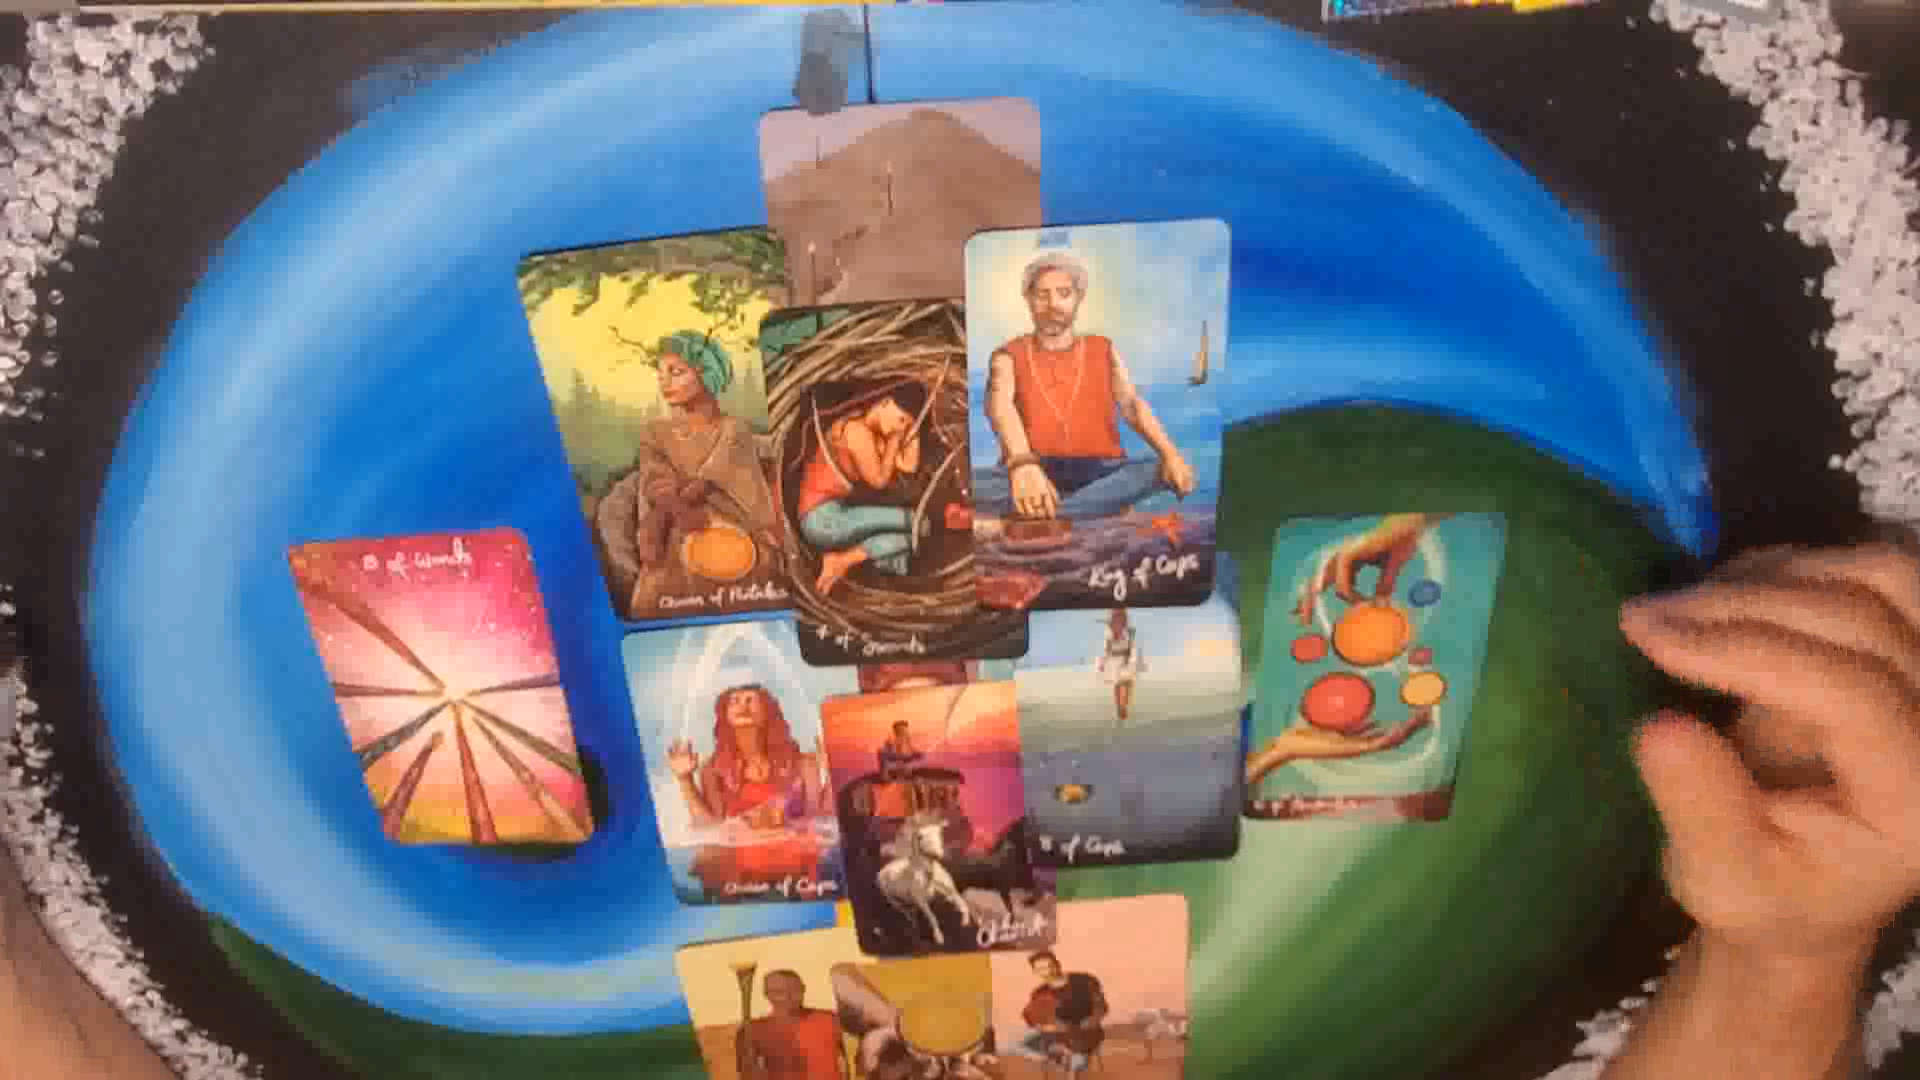 8 of Wands
Queen of Pentacles
4 of Swords
King of Cups
Queen of Cups
8 of Cups
Chariot